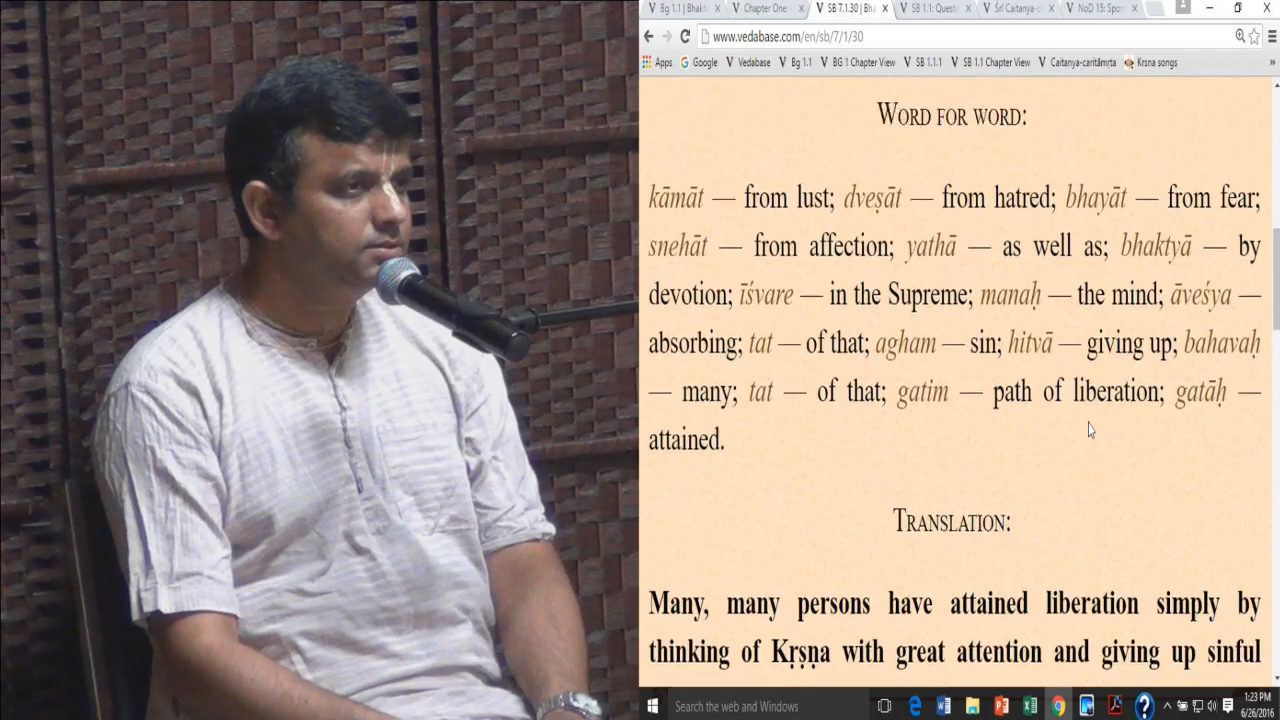 Bg 1.1 | Bhakt
Chapter One:
SB 7.1.30 | Bha
SB 1.1: Quest
Śrī Caitanya-c
NoD 15: Spon
www.vedabase.com/en/sb/7/1/30
Apps Google Vedabase Bg 1.1 BG 1 Chapter View SB 1.1.1 SB 1.1 Chapter View Caitanya-caritāmṛta Krsna songs »
WORD FOR WORD:
kāmāt — from lust; dveṣāt — from hatred; bhayāt — from fear;
snehāt — from affection; yathā — as well as; bhaktyā — by
devotion; īśvare — in the Supreme; manaḥ — the mind; āveśya —
absorbing; tat — of that; agham — sin; hitvā — giving up; bahavaḥ
— many; tat — of that; gatim — path of liberation; gatāḥ —
attained.
TRANSLATION:
Many, many persons have attained liberation simply by
thinking of Kṛṣṇa with great attention and giving up sinful
Search the web and Windows
1:23 PM
6/26/2016